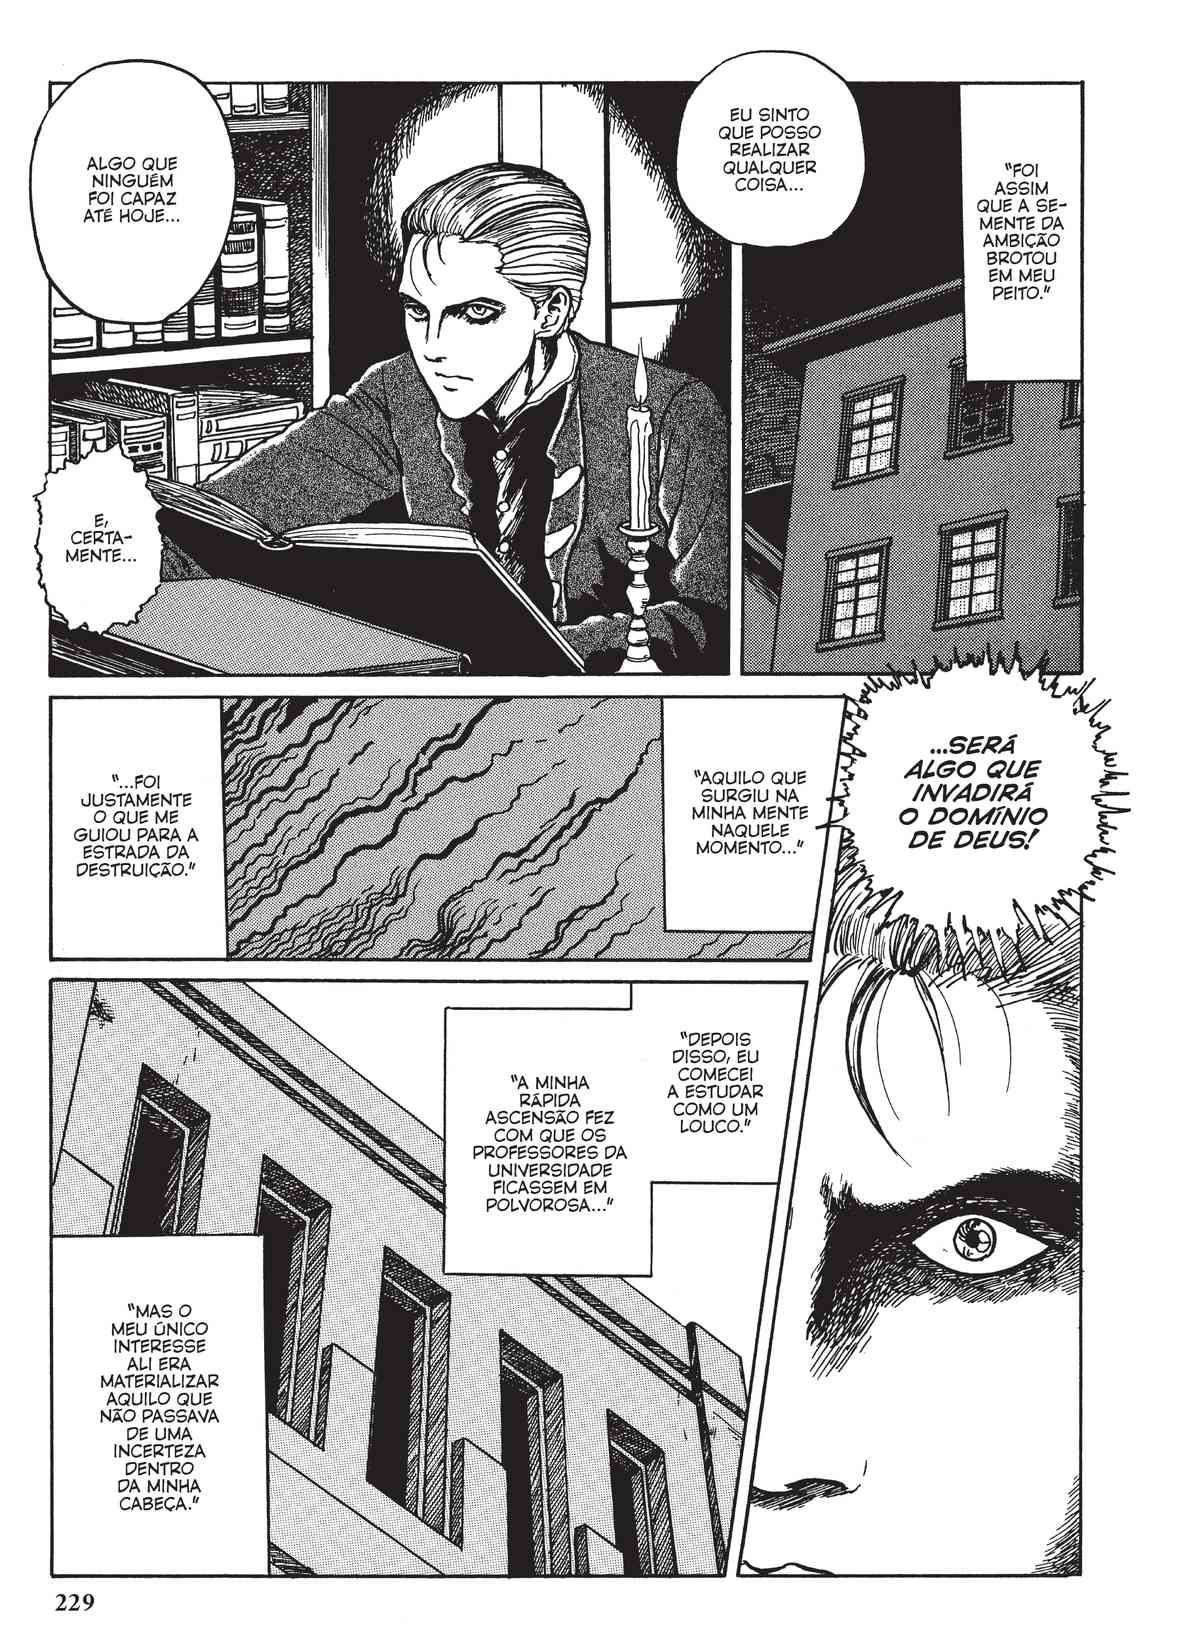 "FOI
ASSIM
QUE A SE-
MENTE DA
AMBIÇÃO
BROTOU
EM MEU
PEITO."
EU SINTO
QUE POSSO
REALIZAR
QUALQUER
COISA...
ALGO QUE
NINGUÉM
FOI CAPAZ
ATÉ HOJE...
E,
CERTA-
MENTE...
...SERÁ
ALGO QUE
INVADIRÁ
O DOMÍNIO
DE DEUS!
"AQUILO QUE
SURGIU NA
MINHA MENTE
NAQUELE
MOMENTO..."
"...FOI
JUSTAMENTE
O QUE ME
GUIOU PARA A
ESTRADA DA
DESTRUIÇÃO."
"DEPOIS
DISSO, EU
COMECEI
A ESTUDAR
COMO UM
LOUCO."
"A MINHA
RÁPIDA
ASCENSÃO FEZ
COM QUE OS
PROFESSORES DA
UNIVERSIDADE
FICASSEM EM
POLVOROSA..."
"MAS O
MEU ÚNICO
INTERESSE
ALI ERA
MATERIALIZAR
AQUILO QUE
NÃO PASSAVA
DE UMA
INCERTEZA
DENTRO
DA MINHA
CABEÇA."
229